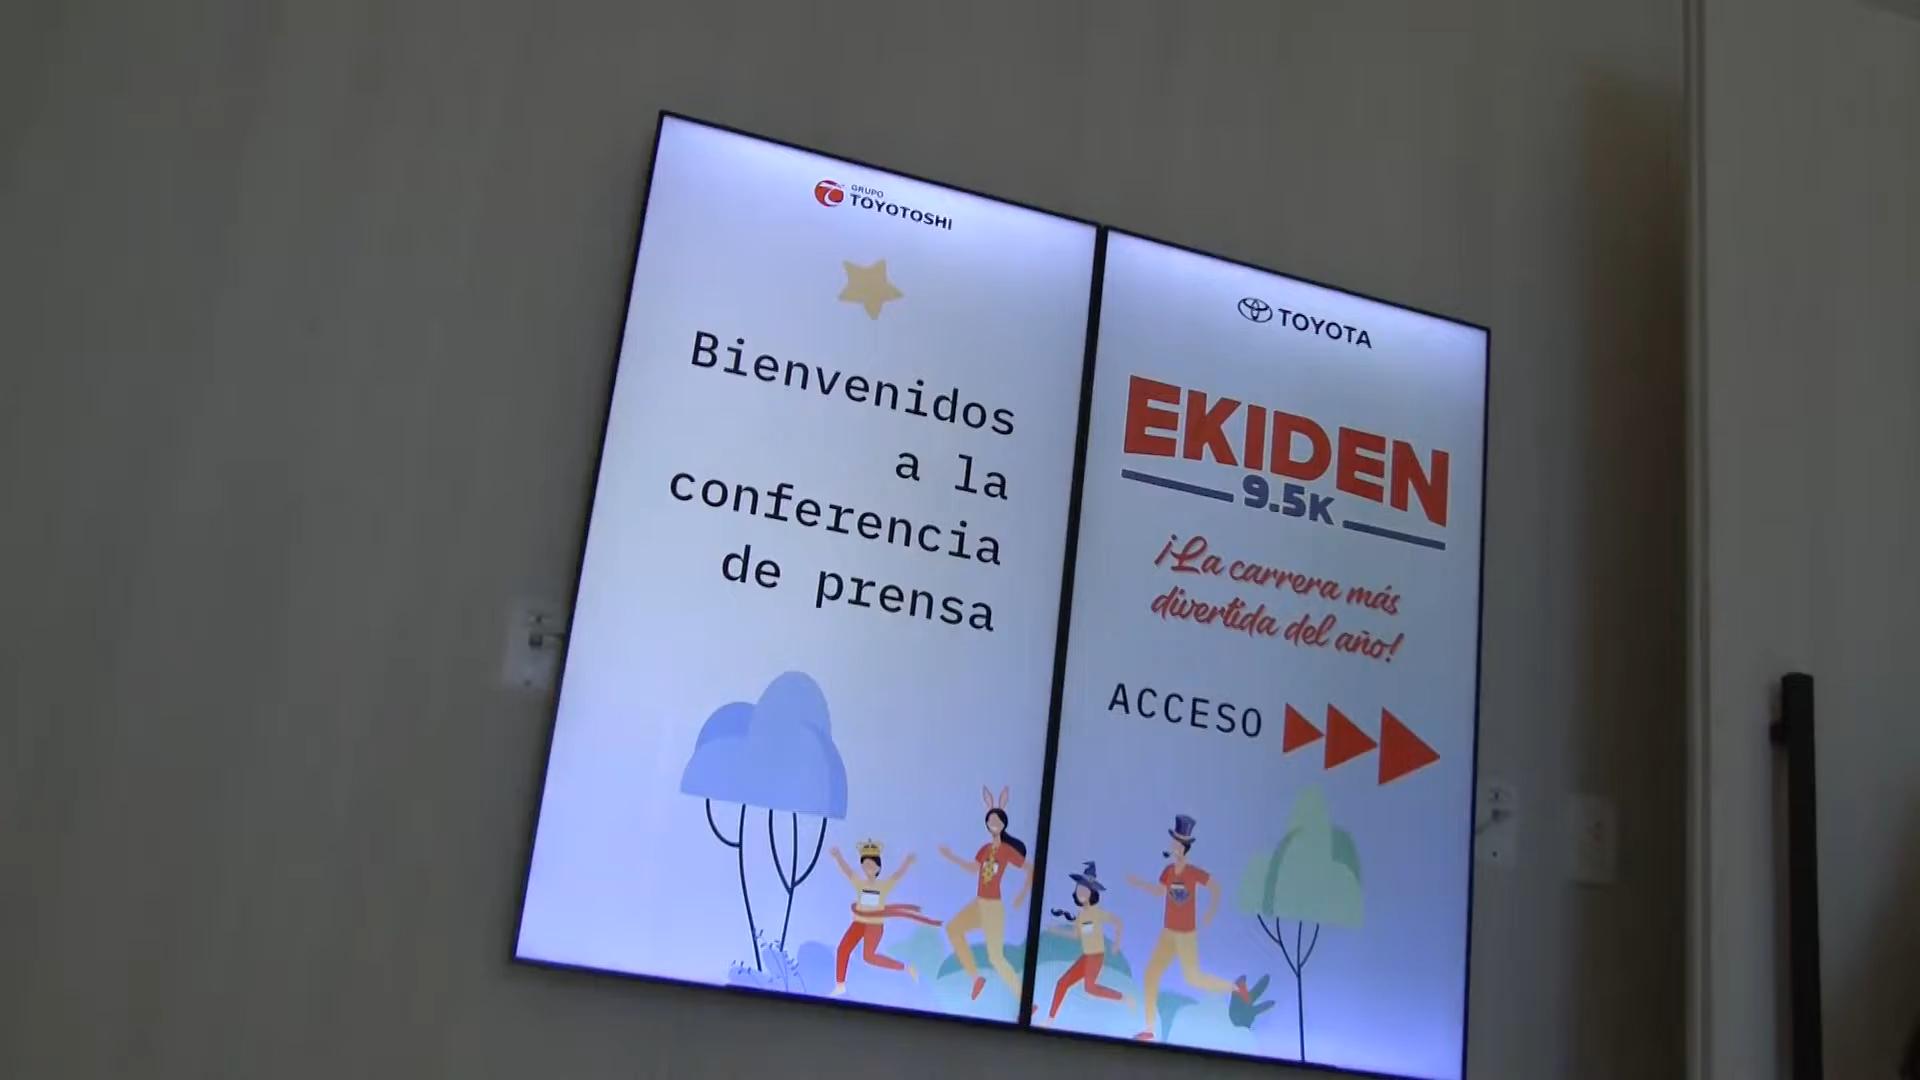 GRUPO
TOYOTOSHI
Bienvenidos
a la
conferencia
de prensa
TOYOTA
EKIDEN
9.5K
¡La carrera más
divertida del año!
ACCESO